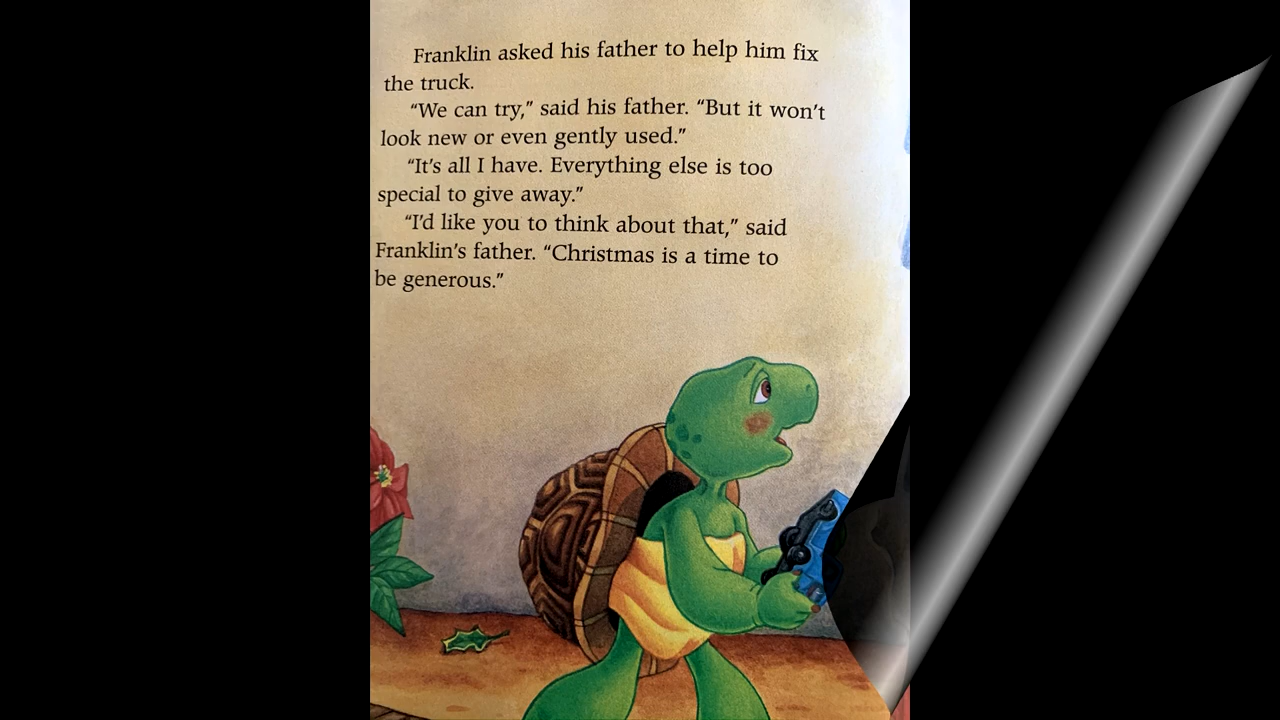 Franklin asked his father to help him fix
the truck.
“We can try,” said his father. “But it won’t
look new or even gently used.”
“It’s all I have. Everything else is too
special to give away.”
“I’d like you to think about that,” said
Franklin’s father. “Christmas is a time to
be generous.”